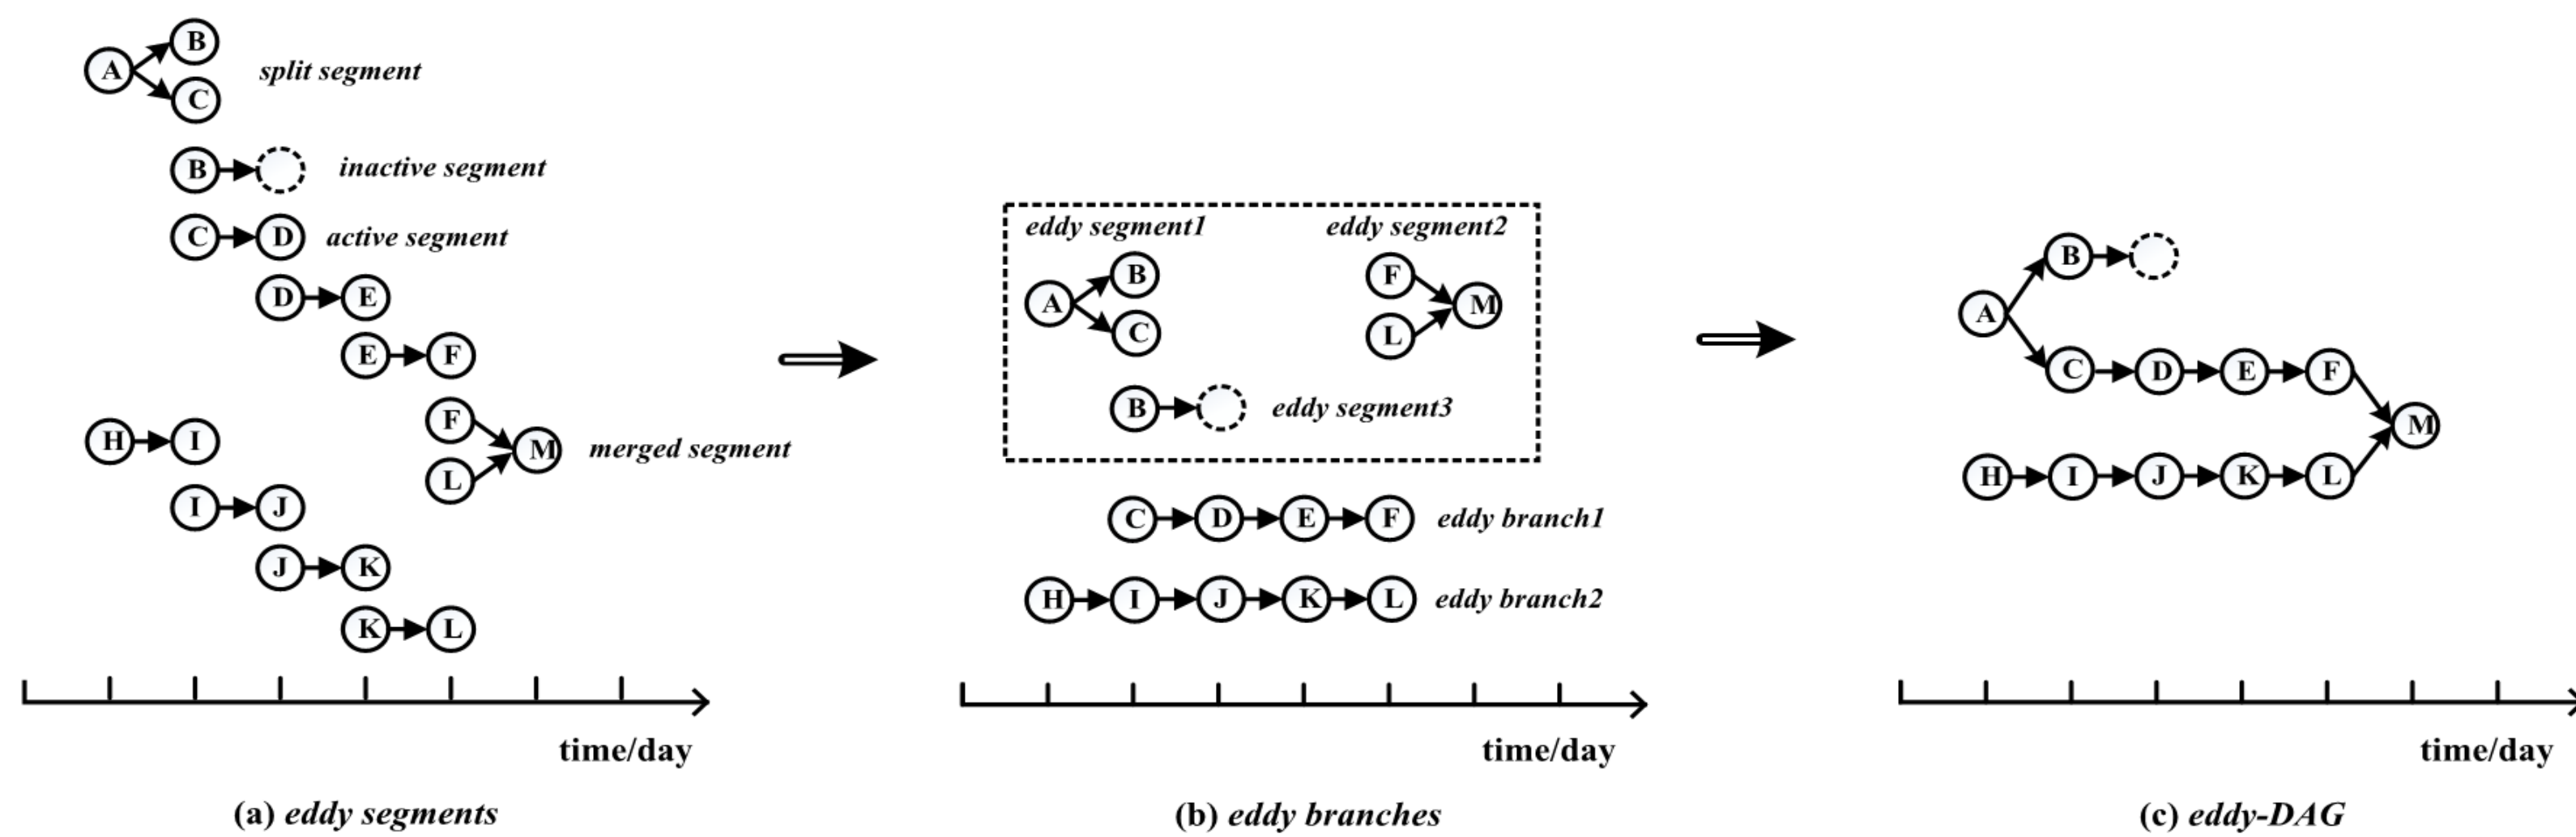 B
A
split segment
C
B
inactive segment
C D active segment
D E
E F
F
H I
M merged segment
L
I J
J K
K L
time/day
(a) eddy segments
eddy segment1 eddy segment2
B F
A M
C L
B eddy segment3
C D E F eddy branch1
H I J K L eddy branch2
time/day
(b) eddy branches
B
A
C D E F
M
H I J K L
time/day
(c) eddy-DAG